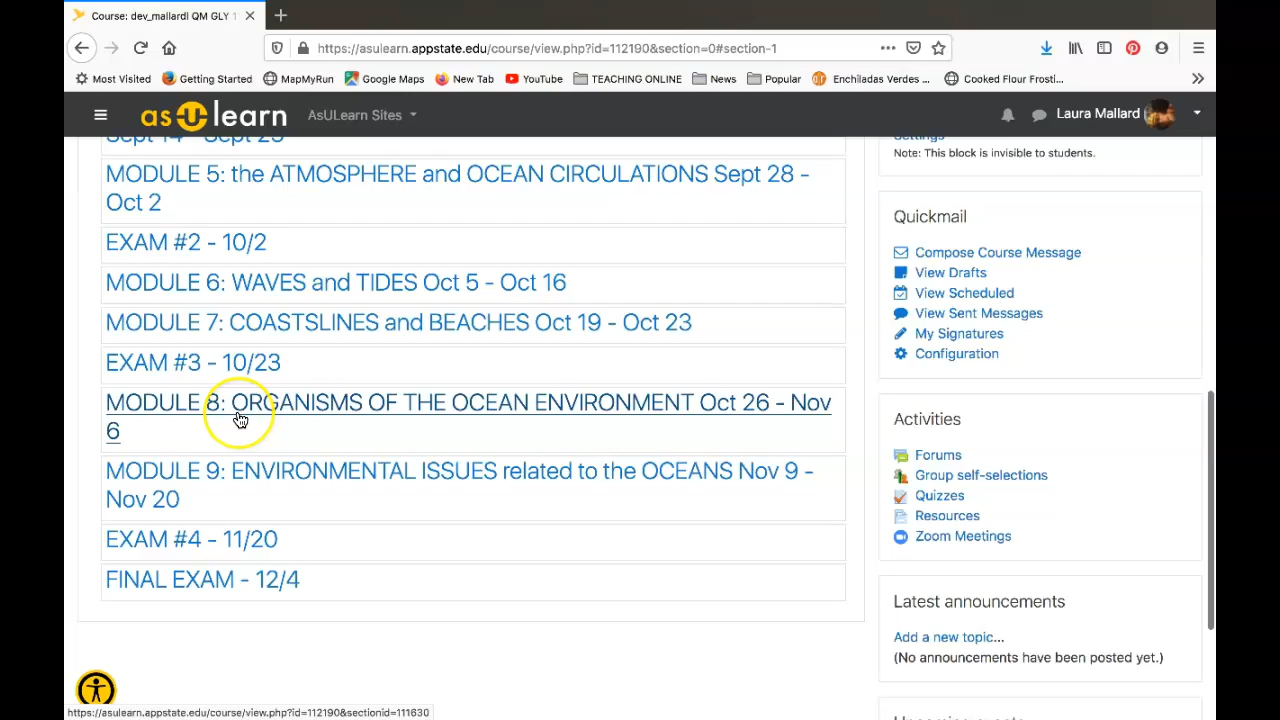 Course: dev_mallardl QM GLY 1
https://asulearn.appstate.edu/course/view.php?id=112190&section=0#section-1
Most Visited
Getting Started
MapMyRun
Google Maps
New Tab
YouTube
TEACHING ONLINE
News
Popular
Enchiladas Verdes ...
Cooked Flour Frosti...
asULearn
AsULearn Sites
Laura Mallard
Sept 14 - Sept 25
MODULE 5: the ATMOSPHERE and OCEAN CIRCULATIONS Sept 28 -
Oct 2
EXAM #2 - 10/2
MODULE 6: WAVES and TIDES Oct 5 - Oct 16
MODULE 7: COASTSLINES and BEACHES Oct 19 - Oct 23
EXAM #3 - 10/23
MODULE 8: ORGANISMS OF THE OCEAN ENVIRONMENT Oct 26 - Nov
6
MODULE 9: ENVIRONMENTAL ISSUES related to the OCEANS Nov 9 -
Nov 20
EXAM #4 - 11/20
FINAL EXAM - 12/4
Settings
Note: This block is invisible to students.
Quickmail
Compose Course Message
View Drafts
View Scheduled
View Sent Messages
My Signatures
Configuration
Activities
Forums
Group self-selections
Quizzes
Resources
Zoom Meetings
Latest announcements
Add a new topic...
(No announcements have been posted yet.)
https://asulearn.appstate.edu/course/view.php?id=112190&sectionid=111630